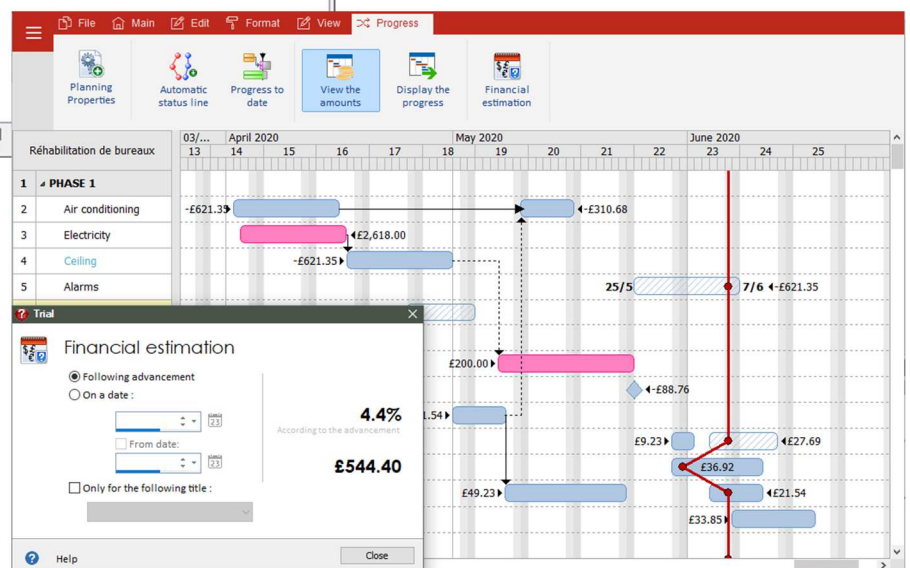 File Main Edit Format View Progress
Planning Properties
Automatic status line
Progress to date
View the amounts
Display the progress
Financial estimation
Réhabilitation de bureaux
03/... April 2020 May 2020 June 2020
13 14 15 16 17 18 19 20 21 22 23 24 25
1 PHASE 1
2 Air conditioning -£621.35 -£310.68
3 Electricity £2,618.00
4 Ceiling -£621.35
5 Alarms 25/5 7/6 -£621.35
Trial
Financial estimation
Following advancement
On a date :
23
From date:
23
Only for the following title :
4.4%
According to the advancement
£544.40
Help
Close
£200.00
-£88.76
1.54
£9.23 £27.69
£36.92
£49.23 £21.54
£33.85